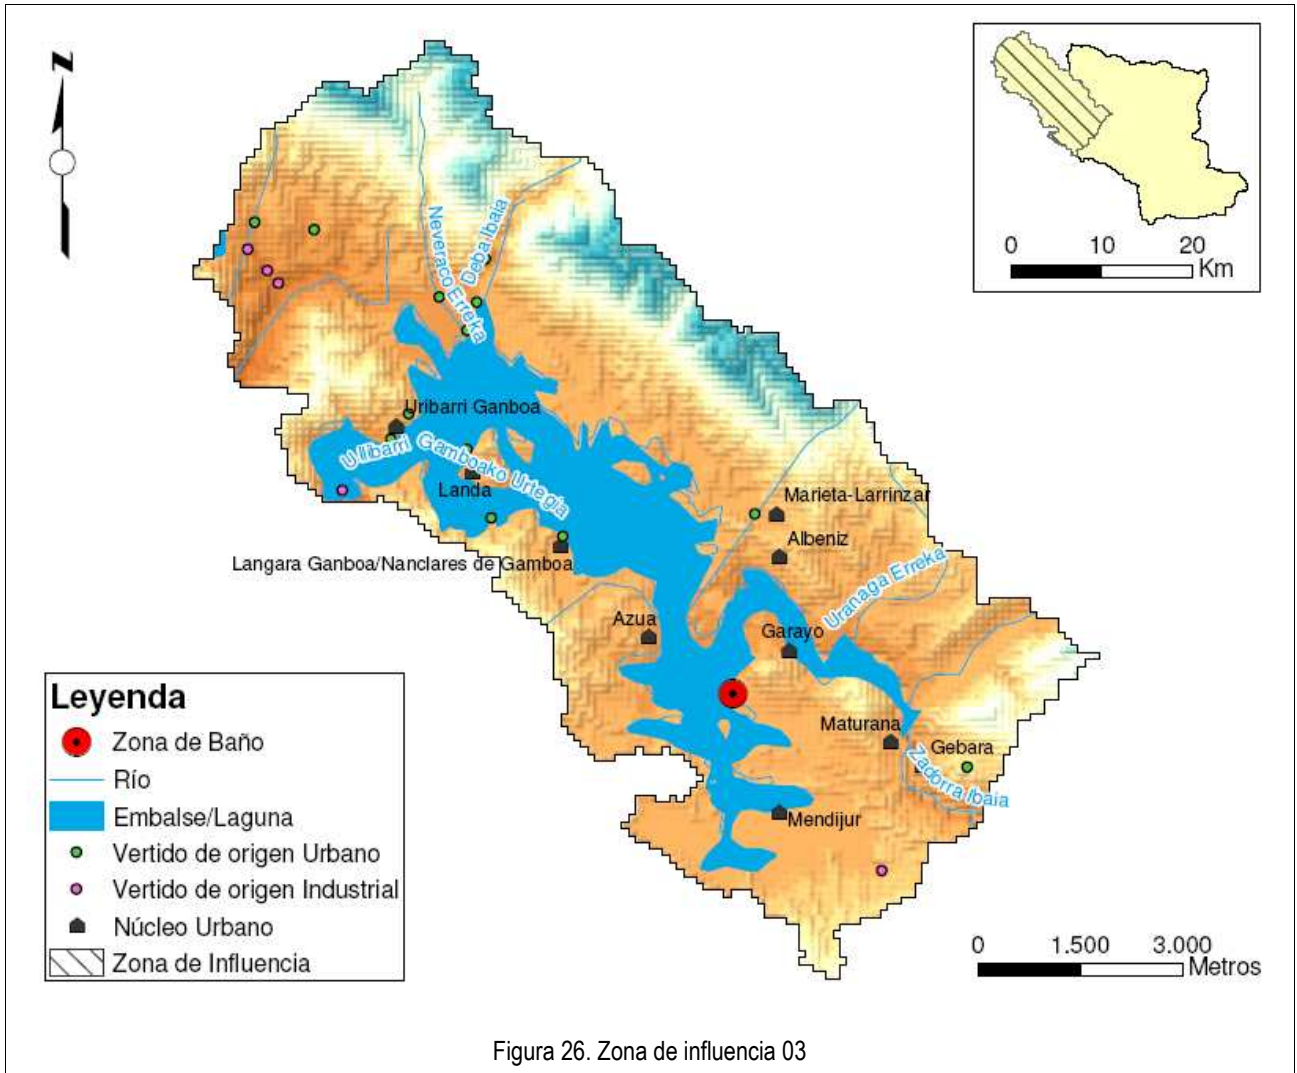 N
0 10 20
Km
Neveraco Erreka
Deba Ibaia
Uribarri Ganboa
Ullibarri Gamboako Urtegia
Landa
Marieta-Larrinzar
Albeniz
Langara Ganboa/Nanclares de Gamboa
Uranaga Erreka
Azua
Garayo
Maturana
Gebara
Zadorra Ibaia
Mendijur
Leyenda
Zona de Baño
Río
Embalse/Laguna
Vertido de origen Urbano
Vertido de origen Industrial
Núcleo Urbano
Zona de Influencia
0 1.500 3.000
Metros
Figura 26. Zona de influencia 03